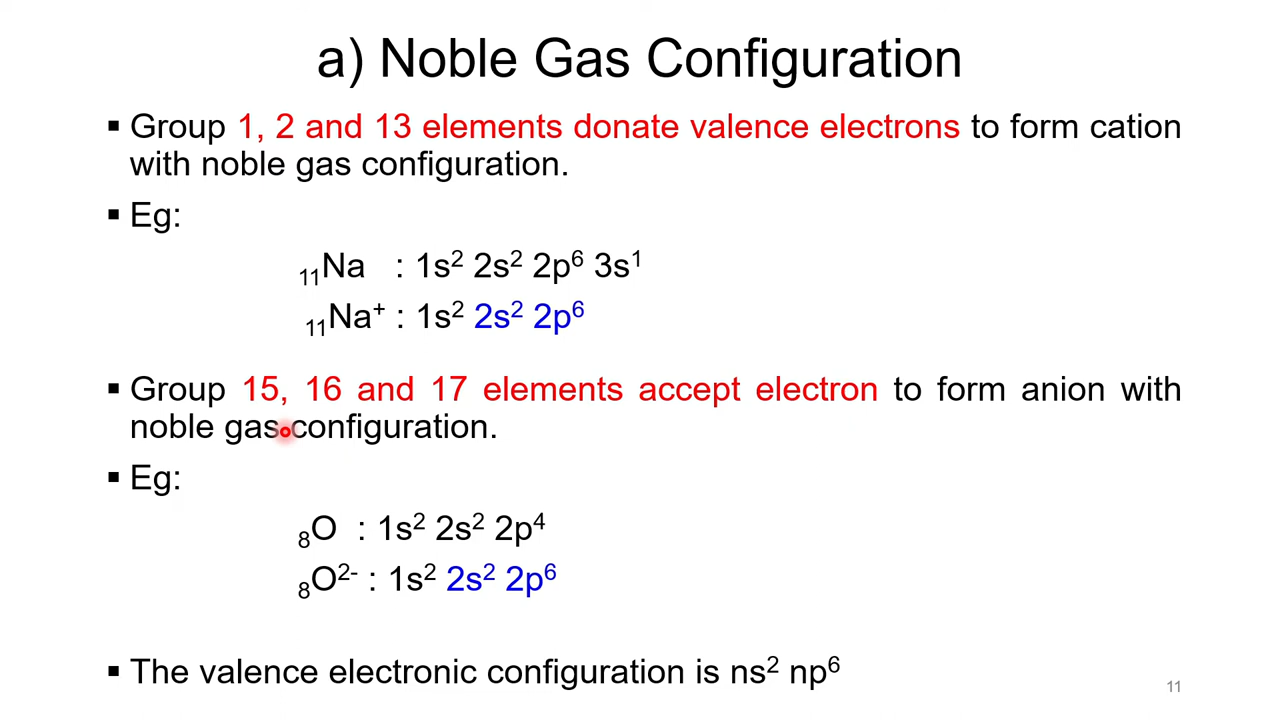 a) Noble Gas Configuration
▪ Group 1, 2 and 13 elements donate valence electrons to form cation
with noble gas configuration.
▪ Eg:
₁₁Na : 1s² 2s² 2p⁶ 3s¹
₁₁Na⁺ : 1s² 2s² 2p⁶
▪ Group 15, 16 and 17 elements accept electron to form anion with
noble gas configuration.
▪ Eg:
₈O : 1s² 2s² 2p⁴
₈O²⁻ : 1s² 2s² 2p⁶
▪ The valence electronic configuration is ns² np⁶
11